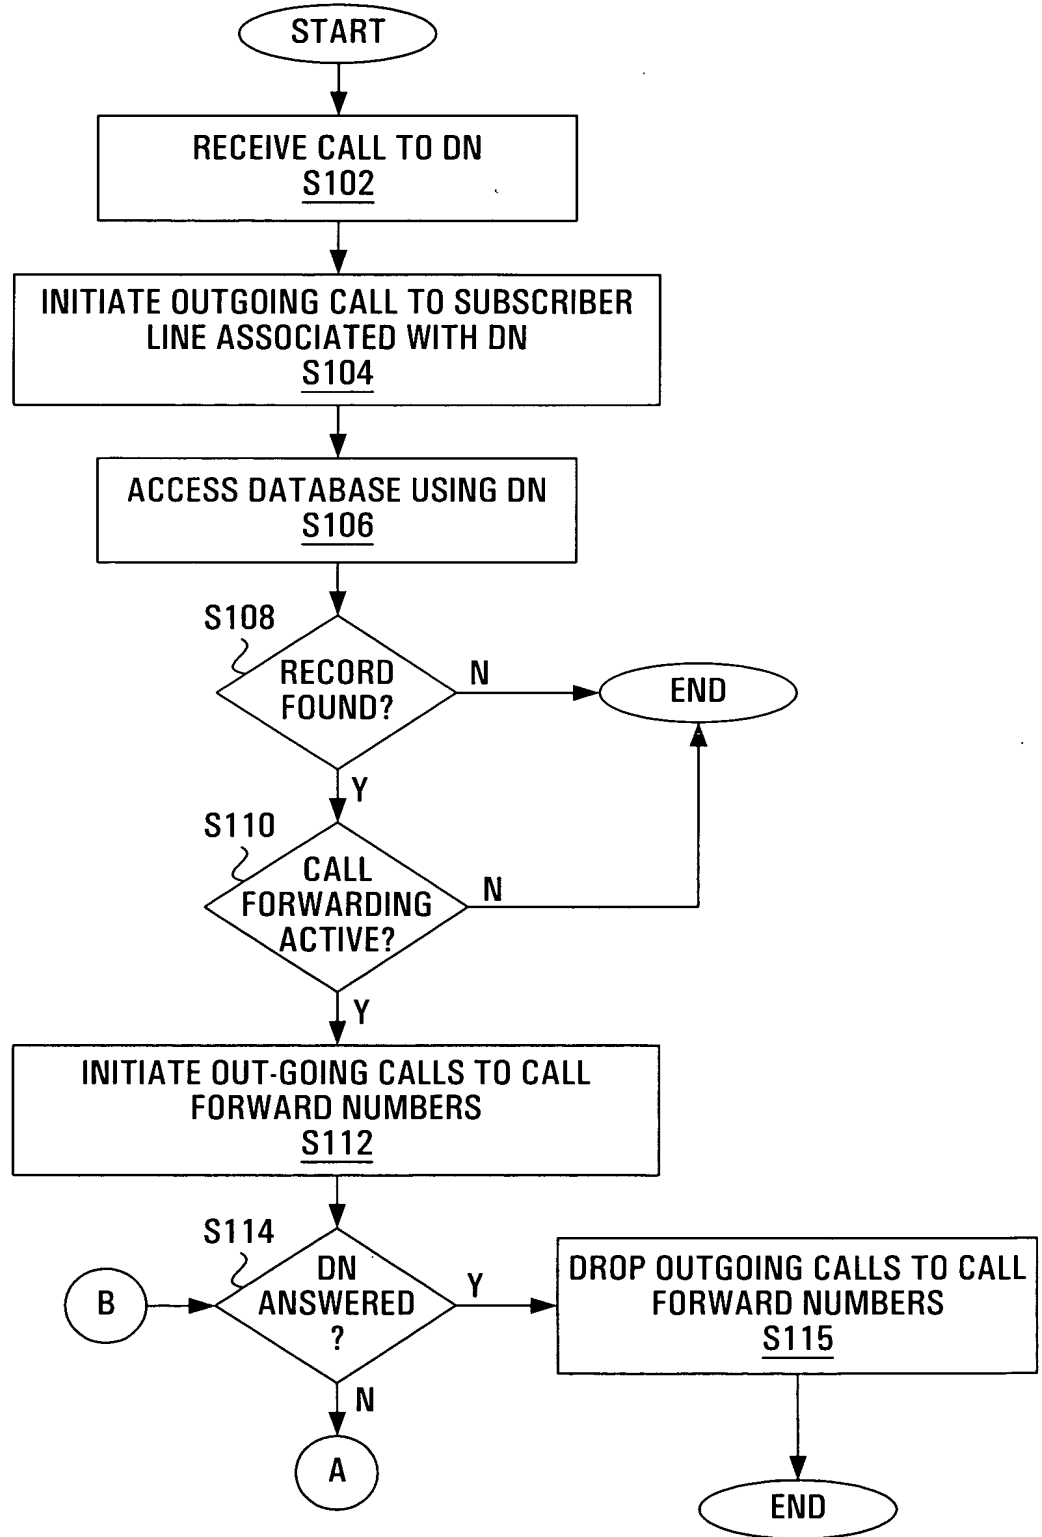 START
RECEIVE CALL TO DN
S102
INITIATE OUTGOING CALL TO SUBSCRIBER
LINE ASSOCIATED WITH DN
S104
ACCESS DATABASE USING DN
S106
S108
RECORD
FOUND?
N
END
Y
S110
CALL
FORWARDING
ACTIVE?
N
Y
INITIATE OUT-GOING CALLS TO CALL
FORWARD NUMBERS
S112
S114
B
DN
ANSWERED
?
Y
DROP OUTGOING CALLS TO CALL
FORWARD NUMBERS
S115
N
A
END